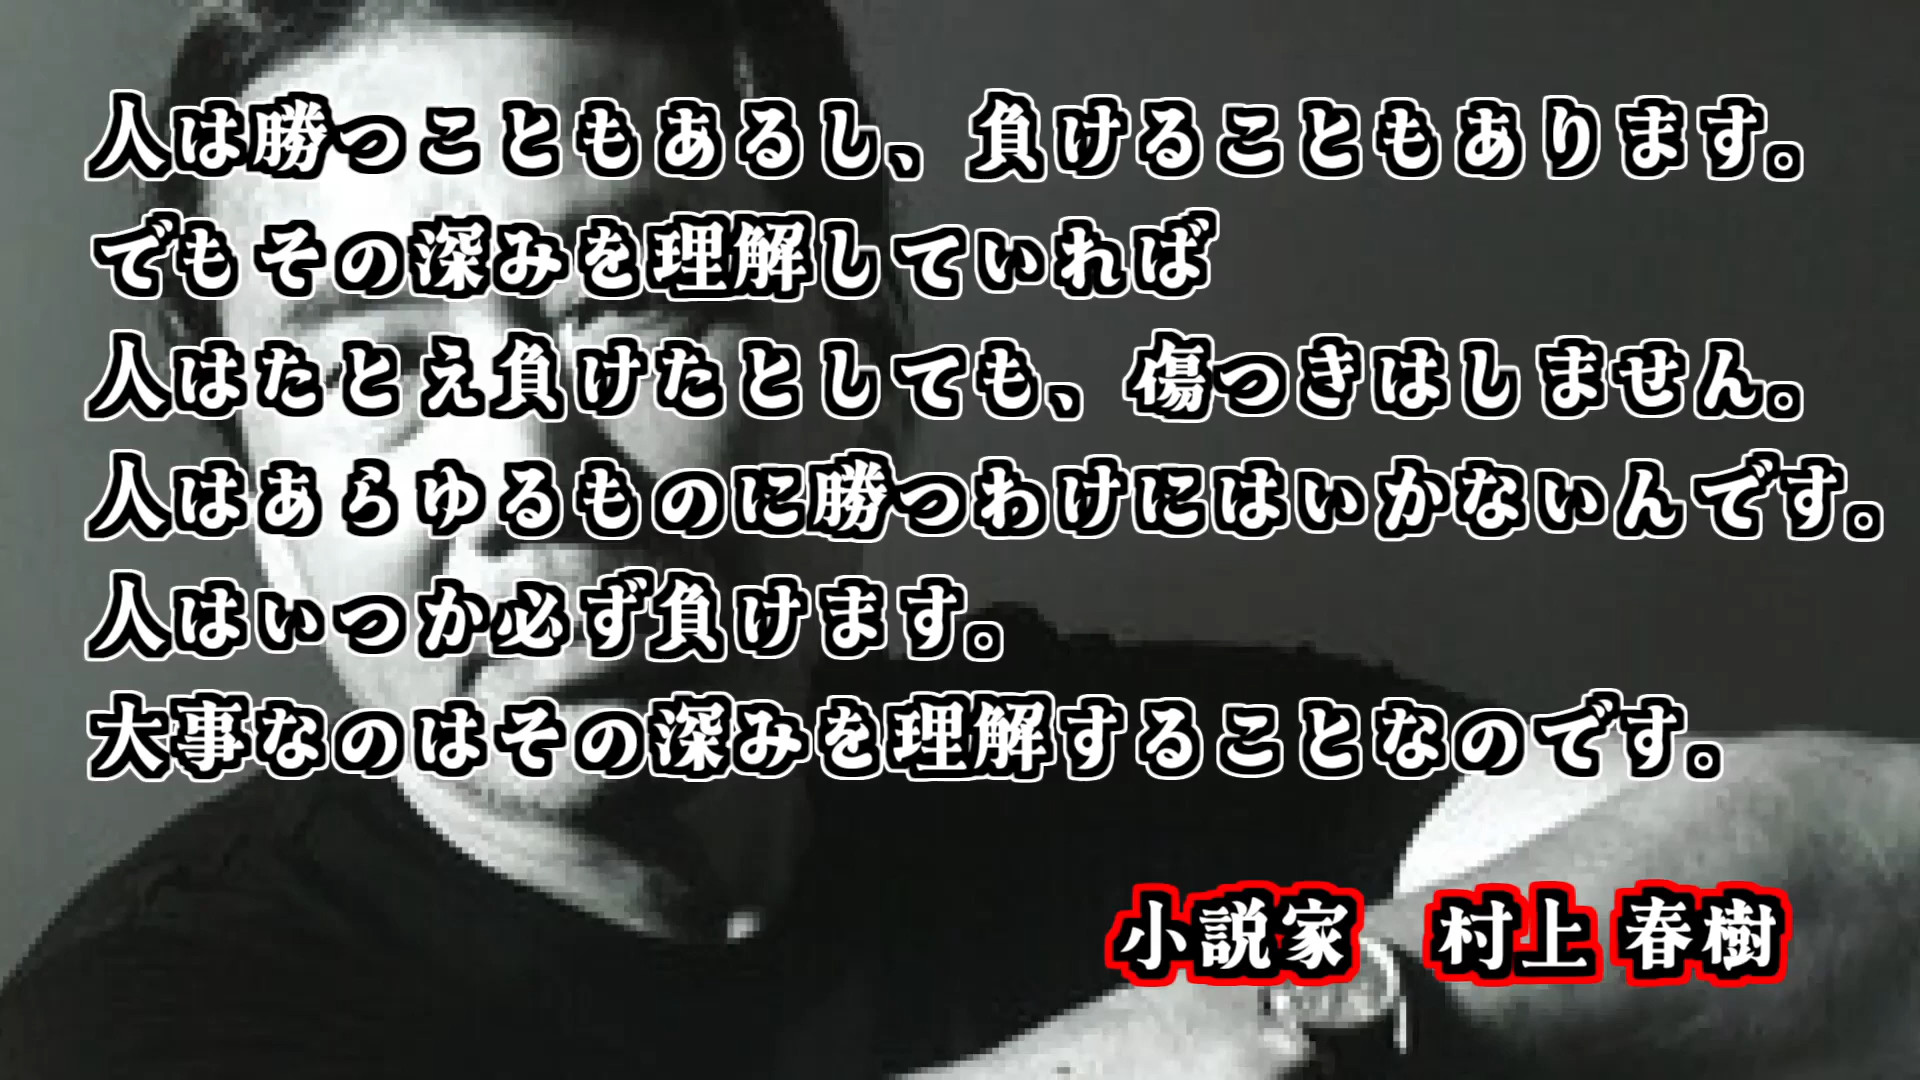 人は勝つこともあるし、負けることもあります。
でもその深みを理解していれば
人はたとえ負けたとしても、傷つきはしません。
人はあらゆるものに勝つわけにはいかないんです。
人はいつか必ず負けます。
大事なのはその深みを理解することなのです。
小説家　村上 春樹